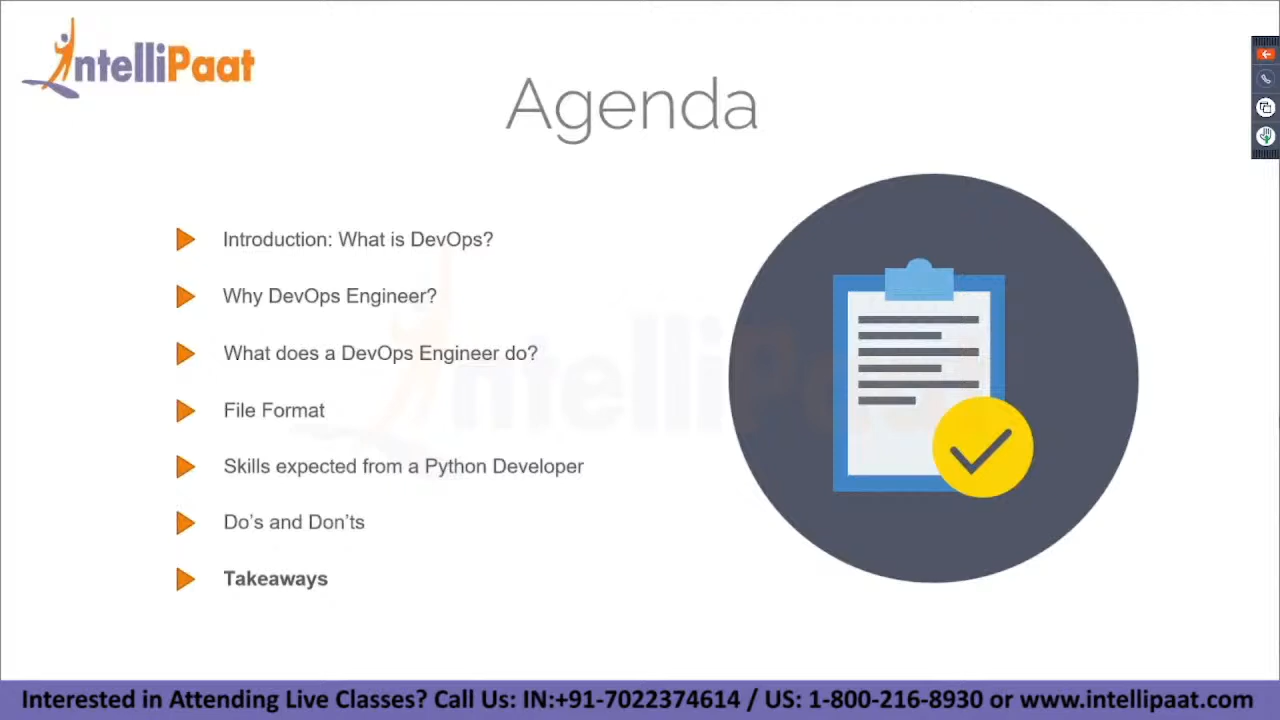 IntelliPaat
Agenda
Introduction: What is DevOps?
Why DevOps Engineer?
What does a DevOps Engineer do?
File Format
Skills expected from a Python Developer
Do's and Don'ts
Takeaways
IntelliPaat
Interested in Attending Live Classes? Call Us: IN:+91-7022374614 / US: 1-800-216-8930 or www.intellipaat.com